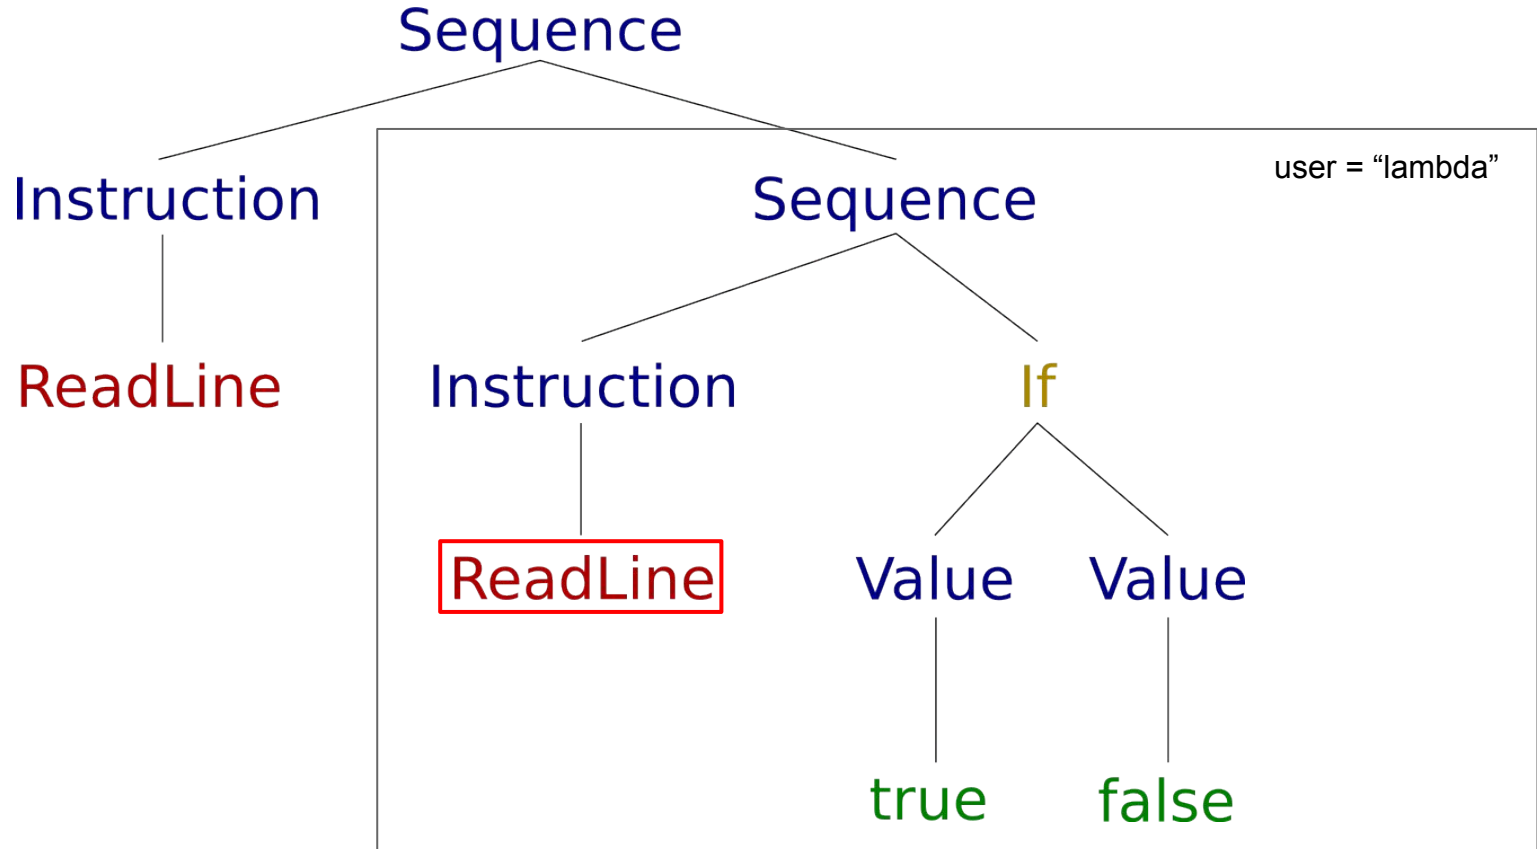 Sequence
user = “lambda”
Instruction
Sequence
ReadLine
Instruction
If
ReadLine
Value
Value
true
false